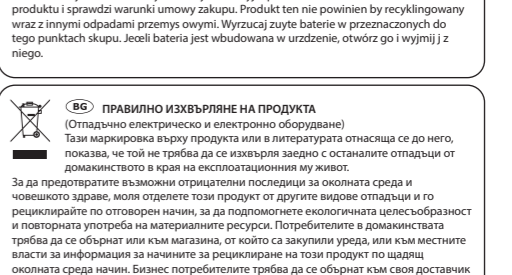 produktu i sprawdzi warunki umowy zakupu. Produkt ten nie powinien by recyklingowany
wraz z innymi odpadami przemys owymi. Wyrzucaj zuyte baterie w przeznaczonych do
tego punktach skupu. Jeœli bateria jest wbudowana w urzdzenie, otwórz go i wyjmij j z
niego.
BG ПРАВИЛНО ИЗХВЪРЛЯНЕ НА ПРОДУКТА
(Отпадъчно електрическо и електронно оборудване)
Тази маркировка върху продукта или в литературата отнасяща се до него,
показва, че той не трябва да се изхвърля заедно с останалите отпадъци от
домакинството в края на експлоатационния му живот.
За да предотвратите възможни отрицателни последици за околната среда и
човешкото здраве, моля отделете този продукт от другите видове отпадъци и го
рециклирайте по отговорен начин, за да подпомогнете екологичната целесъобразност
и повторната употреба на материалните ресурси. Потребителите в домакинствата
трябва да се обърнат или към магазина, от който са закупили уреда, или към местните
власти за информация за начините за рециклиране на този продукт по щадящ
околната среда начин. Бизнес потребителите трябва да се обърнат към своя доставчик